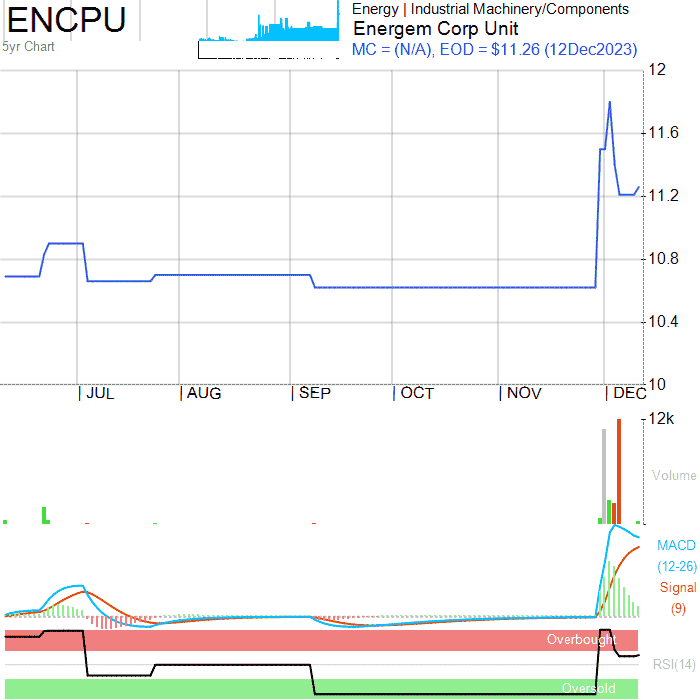 ENCPU
5yr Chart
Energy | Industrial Machinery/Components
Energem Corp Unit
MC = (N/A), EOD = $11.26 (12Dec2023)
12
11.6
11.2
10.8
10.4
10
JUL
AUG
SEP
OCT
NOV
DEC
12k
Volume
MACD
(12-26)
Signal
(9)
Overbought
RSI(14)
Oversold